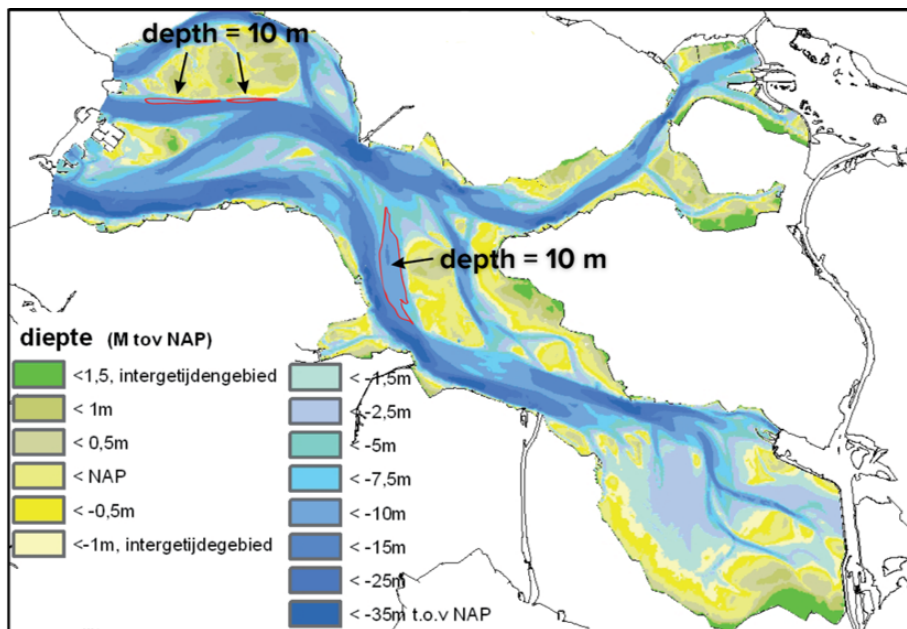 depth = 10 m
depth = 10 m
diepte (M tov NAP)
<1,5, intergetijdengebied
< 1m
< 0,5m
< NAP
< -0,5m
<-1m, intergetijdegebied
< -1,5m
< -2,5m
< -5m
< -7,5m
< -10m
< -15m
< -25m
< -35m t.o.v NAP